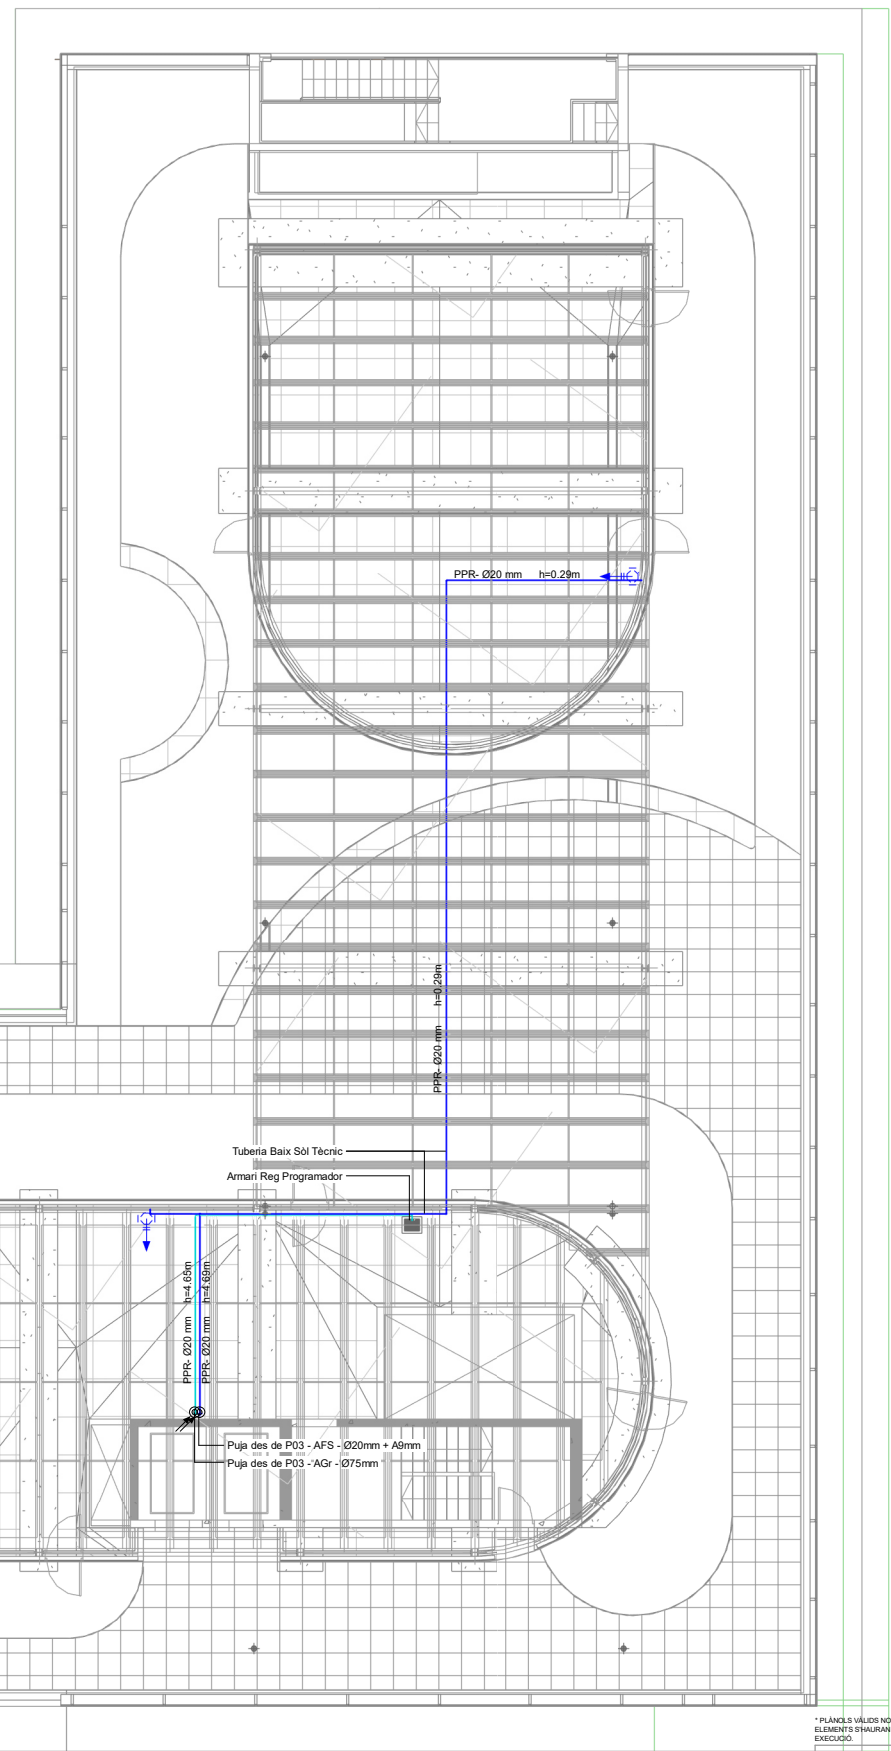 PPR- Ø20 mm h=0.29m
PPR- Ø20 mm h=0.29m
Tuberia Baix Sòl Tècnic
Armari Reg Programador
PPR- Ø20 mm h=4.65m
PPR- Ø20 mm h=4.69m
Puja des de P03 - AFS - Ø20mm + A9mm
Puja des de P03 - AGr - Ø75mm
* PLÀNOLS VÀLIDS NO
ELEMENTS S'HAURAN
EXECUCIÓ.